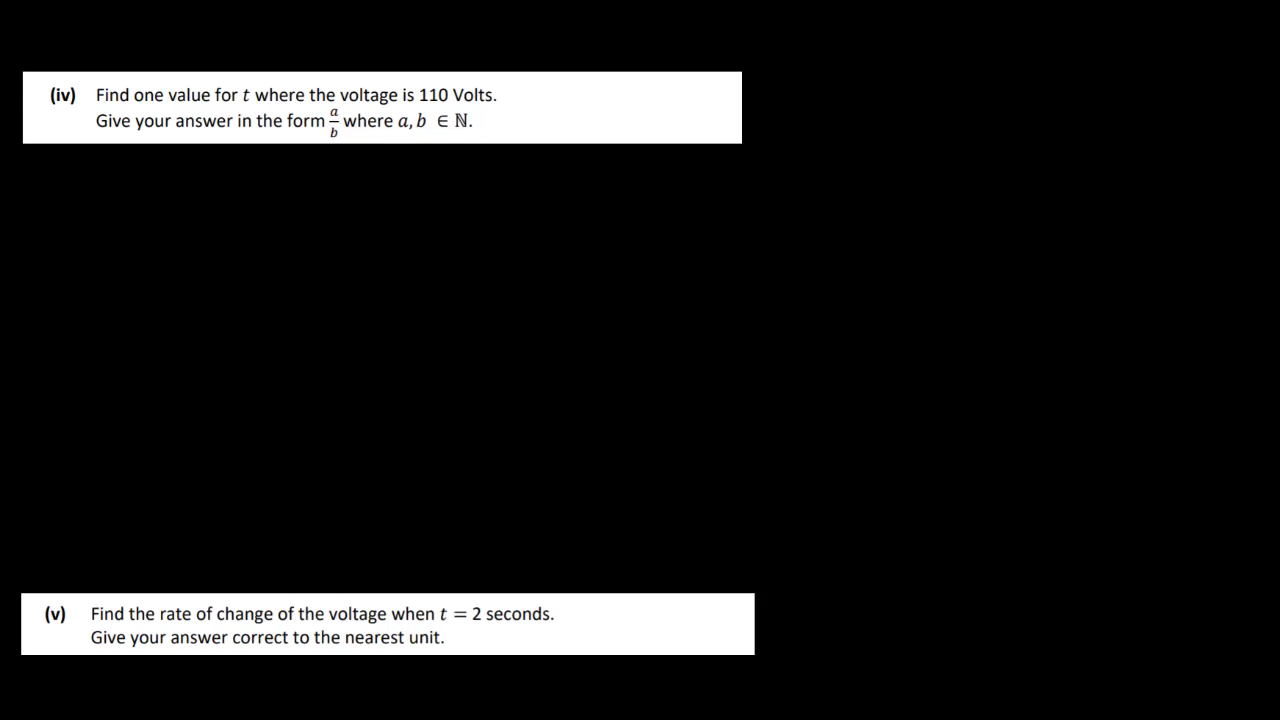 (iv) Find one value for t where the voltage is 110 Volts.
Give your answer in the form a/b where a, b ∈ ℕ.
(v) Find the rate of change of the voltage when t = 2 seconds.
Give your answer correct to the nearest unit.